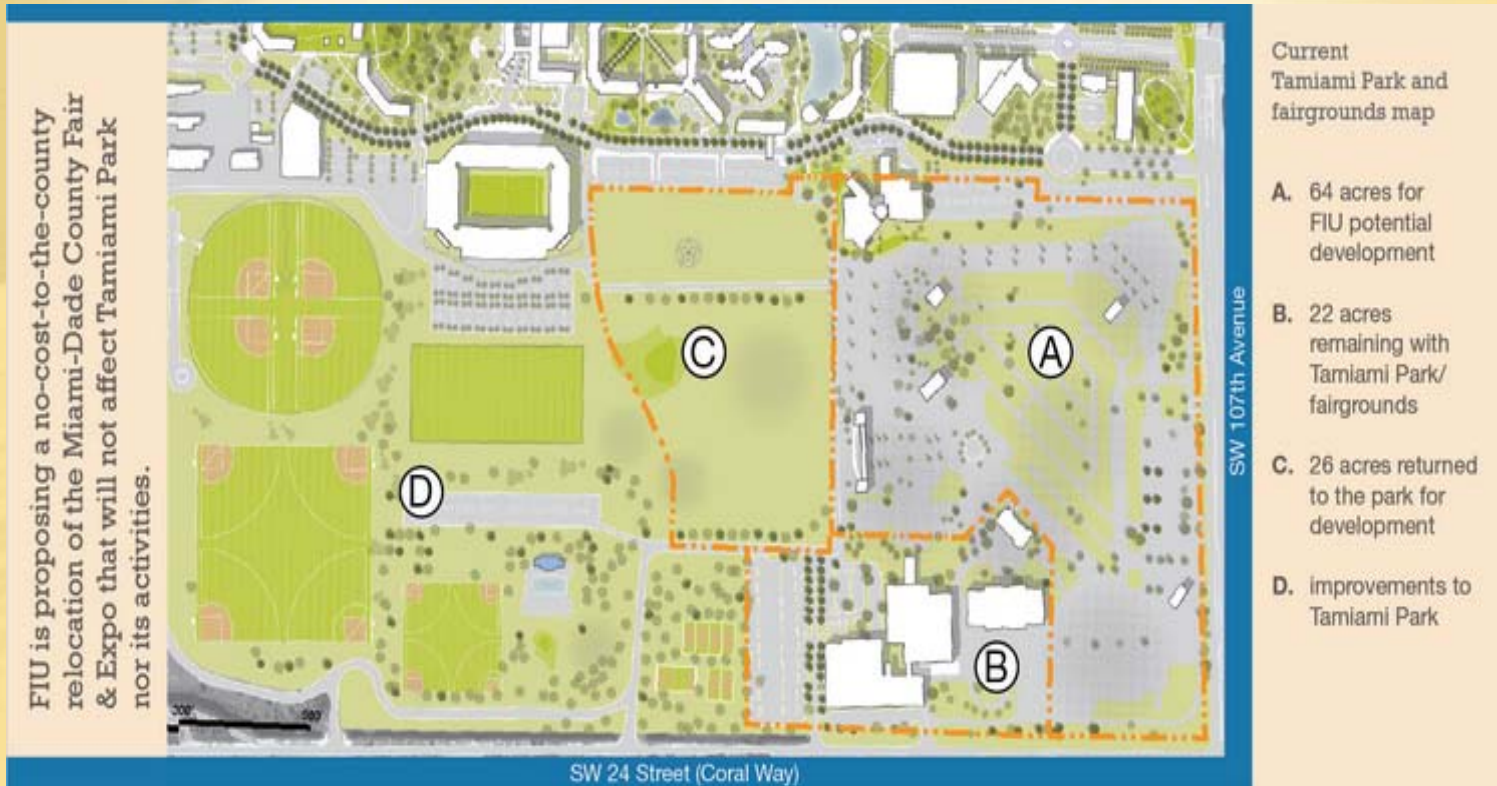 FIU is proposing a no-cost-to-the-county
relocation of the Miami-Dade County Fair
& Expo that will not affect Tamiami Park
nor its activities.
C
A
D
B
300'
SW 107th Avenue
SW 24 Street (Coral Way)
Current
Tamiami Park and
fairgrounds map
A. 64 acres for
FIU potential
development
B. 22 acres
remaining with
Tamiami Park/
fairgrounds
C. 26 acres returned
to the park for
development
D. improvements to
Tamiami Park